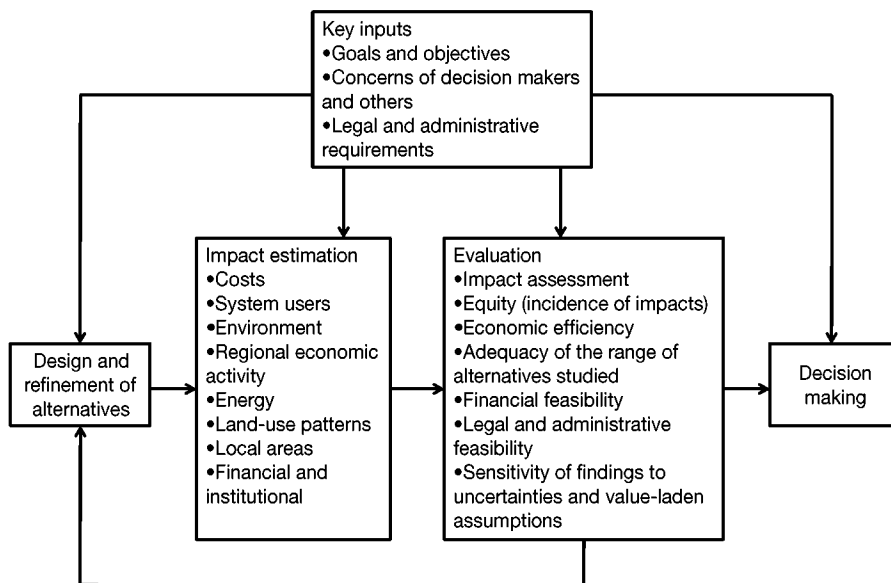 Key inputs
•Goals and objectives
•Concerns of decision makers
and others
•Legal and administrative
requirements
Design and
refinement of
alternatives
Impact estimation
•Costs
•System users
•Environment
•Regional economic
activity
•Energy
•Land-use patterns
•Local areas
•Financial and
institutional
Evaluation
•Impact assessment
•Equity (incidence of impacts)
•Economic efficiency
•Adequacy of the range of
alternatives studied
•Financial feasibility
•Legal and administrative
feasibility
•Sensitivity of findings to
uncertainties and value-laden
assumptions
Decision
making